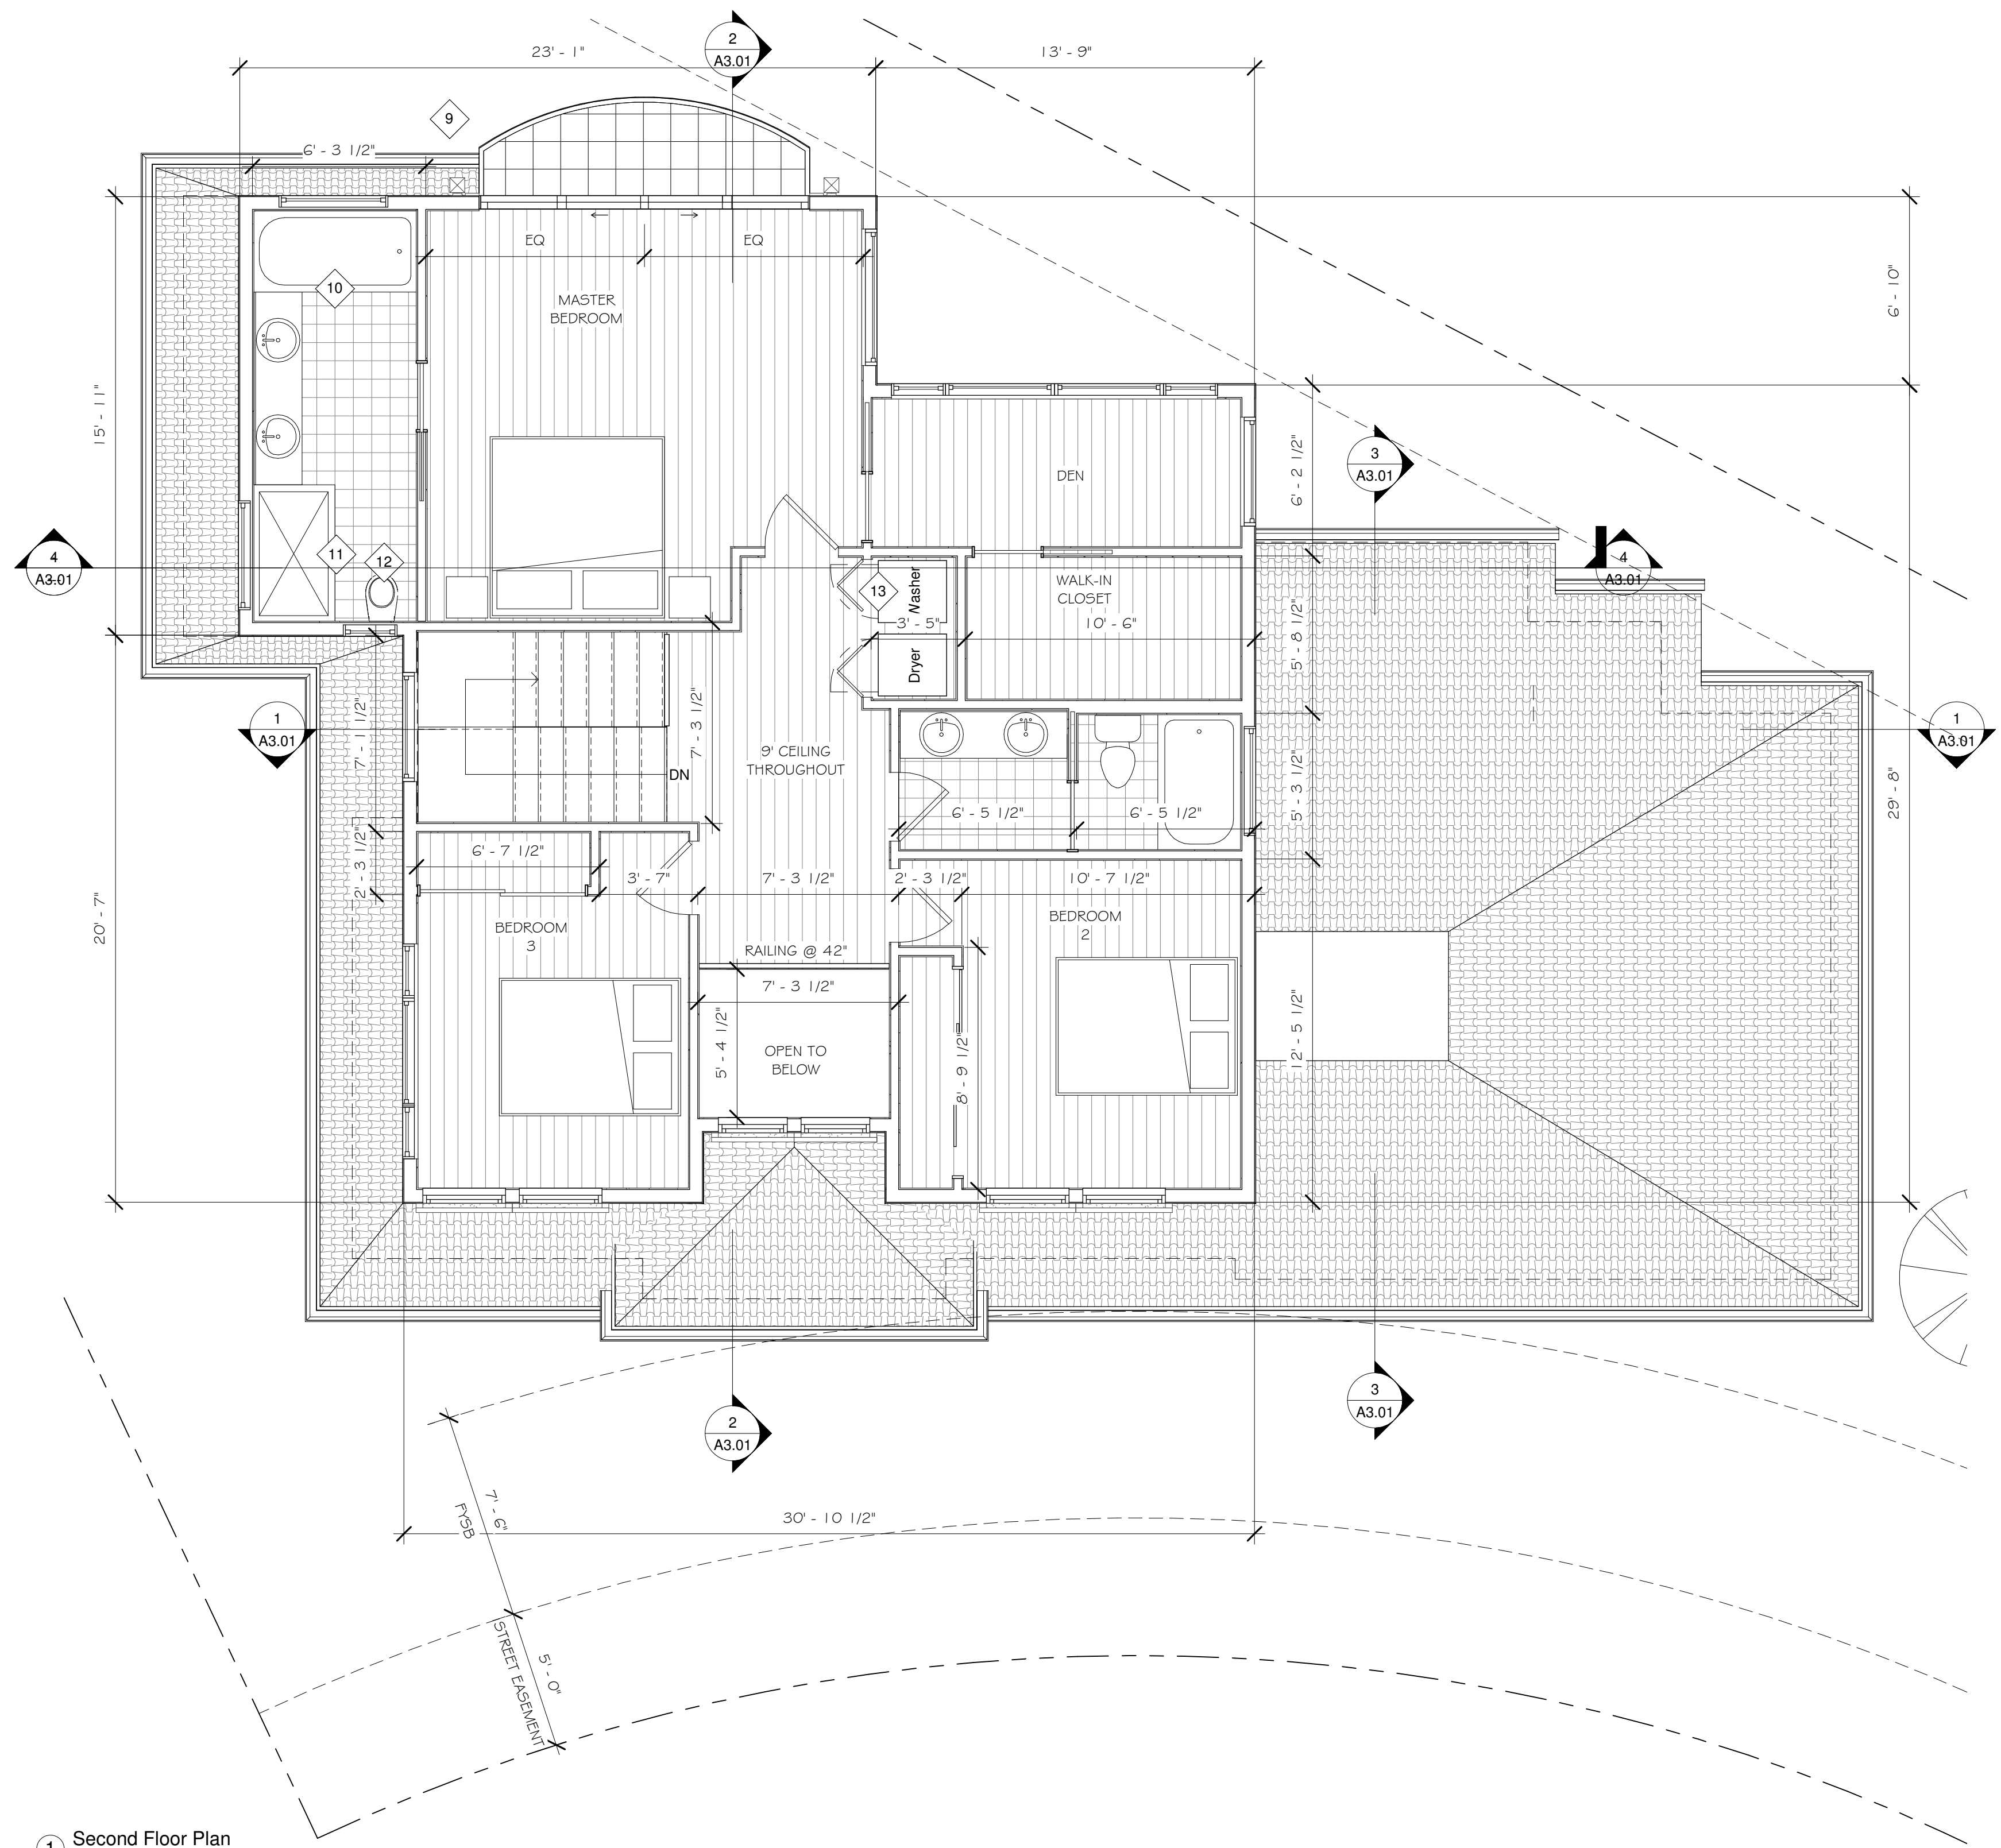 23' - 1"
2
A3.01
13' - 9"
9
6' - 3 1/2"
EQ
EQ
6' - 10"
10
MASTER
BEDROOM
15' - 11"
6' - 2 1/2"
3
A3.01
DEN
4
A3.01
11
12
13
Washer
WALK-IN
CLOSET
4
A3.01
3' - 5"
10' - 6"
5' - 8 1/2"
Dryer
1
A3.01
7' - 1 1/2"
7' - 3 1/2"
9' CEILING
THROUGHOUT
DN
1
A3.01
29' - 8"
5' - 3 1/2"
6' - 5 1/2"
6' - 5 1/2"
6' - 7 1/2"
2' - 3 1/2"
3' - 7"
7' - 3 1/2"
2' - 3 1/2"
10' - 7 1/2"
20' - 7"
BEDROOM
3
BEDROOM
2
RAILING @ 42"
7' - 3 1/2"
5' - 4 1/2"
OPEN TO
BELOW
8' - 9 1/2"
12' - 5 1/2"
2
A3.01
3
A3.01
7' - 6"
FYSB
30' - 10 1/2"
5' - 0"
STREET EASEMENT
1
Second Floor Plan